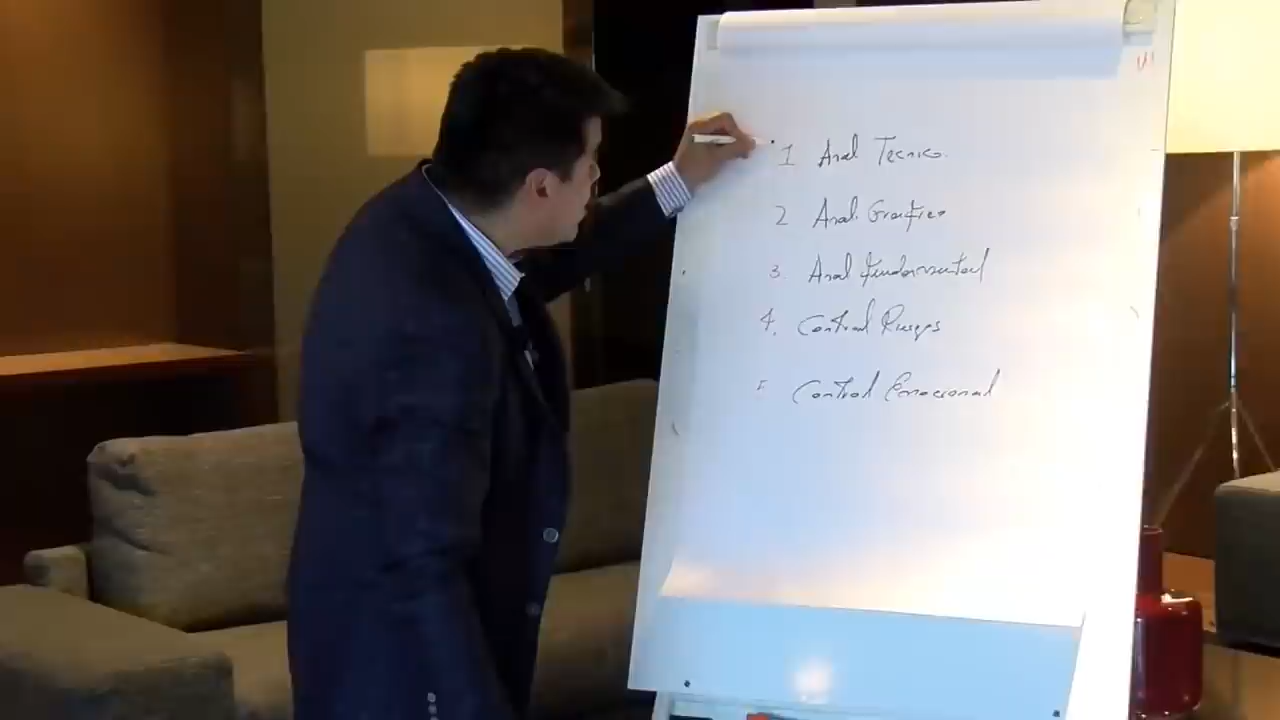 1 Anal Tecnico.
2 Anal. Grafico
3. Anal fundamental
4. Control Riesgos
5 Control Emocional